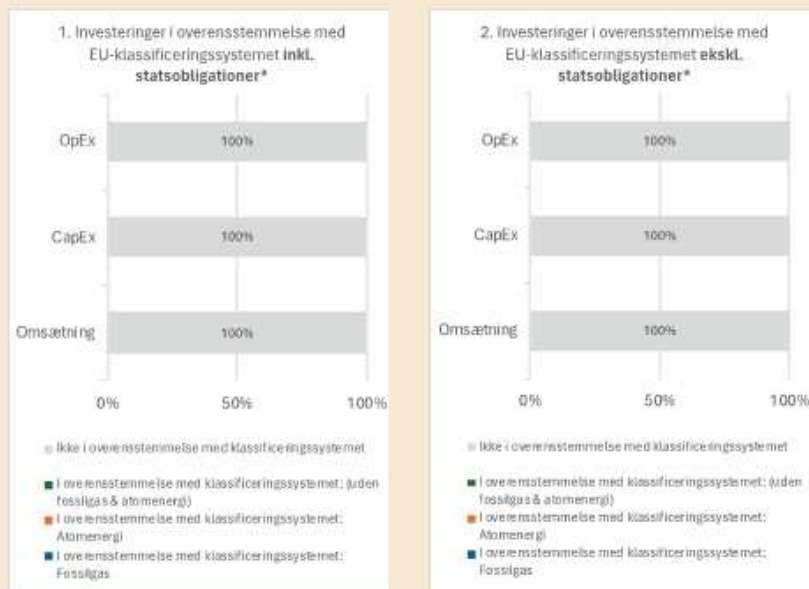 1. Investeringer i overensstemmelse med
EU-klassificeringssystemet inkl.
statsobligationer*
OpEx
100%
CapEx
100%
Omsætning
100%
0%
50%
100%
Ikke i overensstemmelse med klassificeringssystemet
I overensstemmelse med klassificeringssystemet: (uden
fossilgas & atomenergi)
I overensstemmelse med klassificeringssystemet:
Atomenergi
I overensstemmelse med klassificeringssystemet:
Fossilgas
2. Investeringer i overensstemmelse med
EU-klassificeringssystemet ekskl.
statsobligationer*
OpEx
100%
CapEx
100%
Omsætning
100%
0%
50%
100%
Ikke i overensstemmelse med klassificeringssystemet
I overensstemmelse med klassificeringssystemet: (uden
fossilgas & atomenergi)
I overensstemmelse med klassificeringssystemet:
Atomenergi
I overensstemmelse med klassificeringssystemet:
Fossilgas